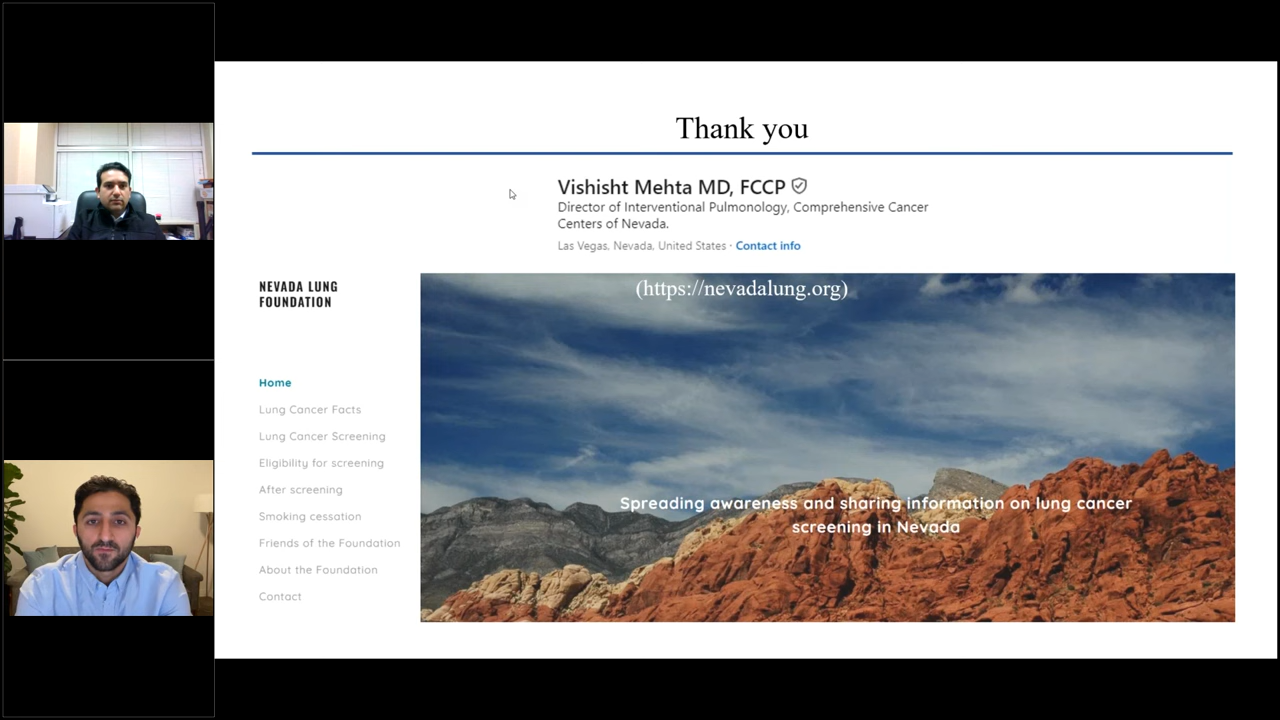 Thank you
Vishisht Mehta MD, FCCP
Director of Interventional Pulmonology, Comprehensive Cancer
Centers of Nevada.
Las Vegas, Nevada, United States · Contact info
NEVADA LUNG
FOUNDATION
Home
Lung Cancer Facts
Lung Cancer Screening
Eligibility for screening
After screening
Smoking cessation
Friends of the Foundation
About the Foundation
Contact
(https://nevadalung.org)
Spreading awareness and sharing information on lung cancer
screening in Nevada